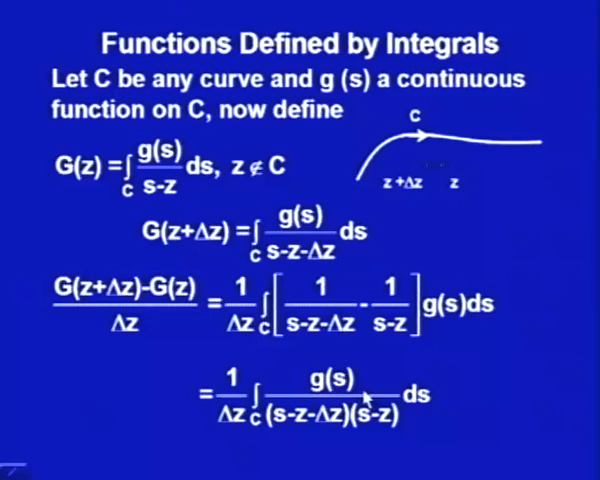 Functions Defined by Integrals
Let C be any curve and g (s) a continuous
function on C, now define
C
G(z) =∫_C g(s)/(s-z) ds, z∉C
z+Δz z
G(z+Δz) =∫_C g(s)/(s-z-Δz) ds
(G(z+Δz)-G(z))/Δz = 1/Δz ∫_C [1/(s-z-Δz) - 1/(s-z)] g(s)ds
= 1/Δz ∫_C g(s)/((s-z-Δz)(s-z)) ds